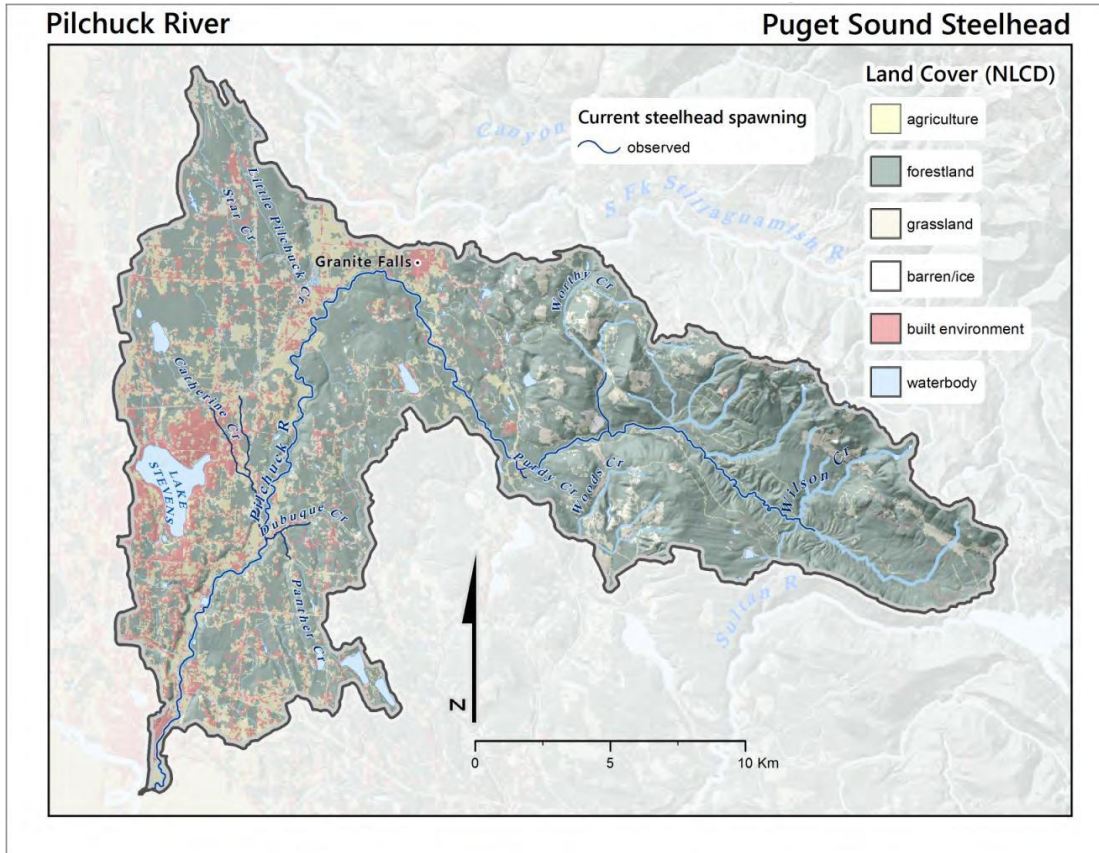 Pilchuck River
Puget Sound Steelhead
Land Cover (NLCD)
agriculture
forestland
grassland
barren/ice
built environment
waterbody
Current steelhead spawning
observed
Canyon
S Fk Stillaguamish R
Little Pilchuck Cr
Star Cr
Granite Falls
Worthy Cr
Catherine Cr
Pilchuck R
LAKE
STEVENS
Purdy Cr
Woods Cr
Wilson Cr
Dubuque Cr
Panther Cr
Sultan R
N
0 5 10 Km